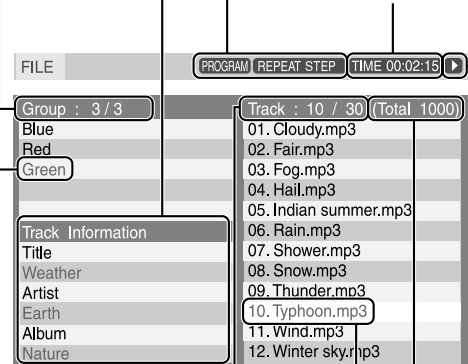 FILE PROGRAM REPEAT STEP TIME 00:02:15
Group : 3 / 3
Blue
Red
Green
Track Information
Title
Weather
Artist
Earth
Album
Nature
Track : 10 / 30 (Total 1000)
01. Cloudy.mp3
02. Fair.mp3
03. Fog.mp3
04. Hail.mp3
05. Indian summer.mp3
06. Rain.mp3
07. Shower.mp3
08. Snow.mp3
09. Thunder.mp3
10. Typhoon.mp3
11. Wind.mp3
12. Winter sky.mp3